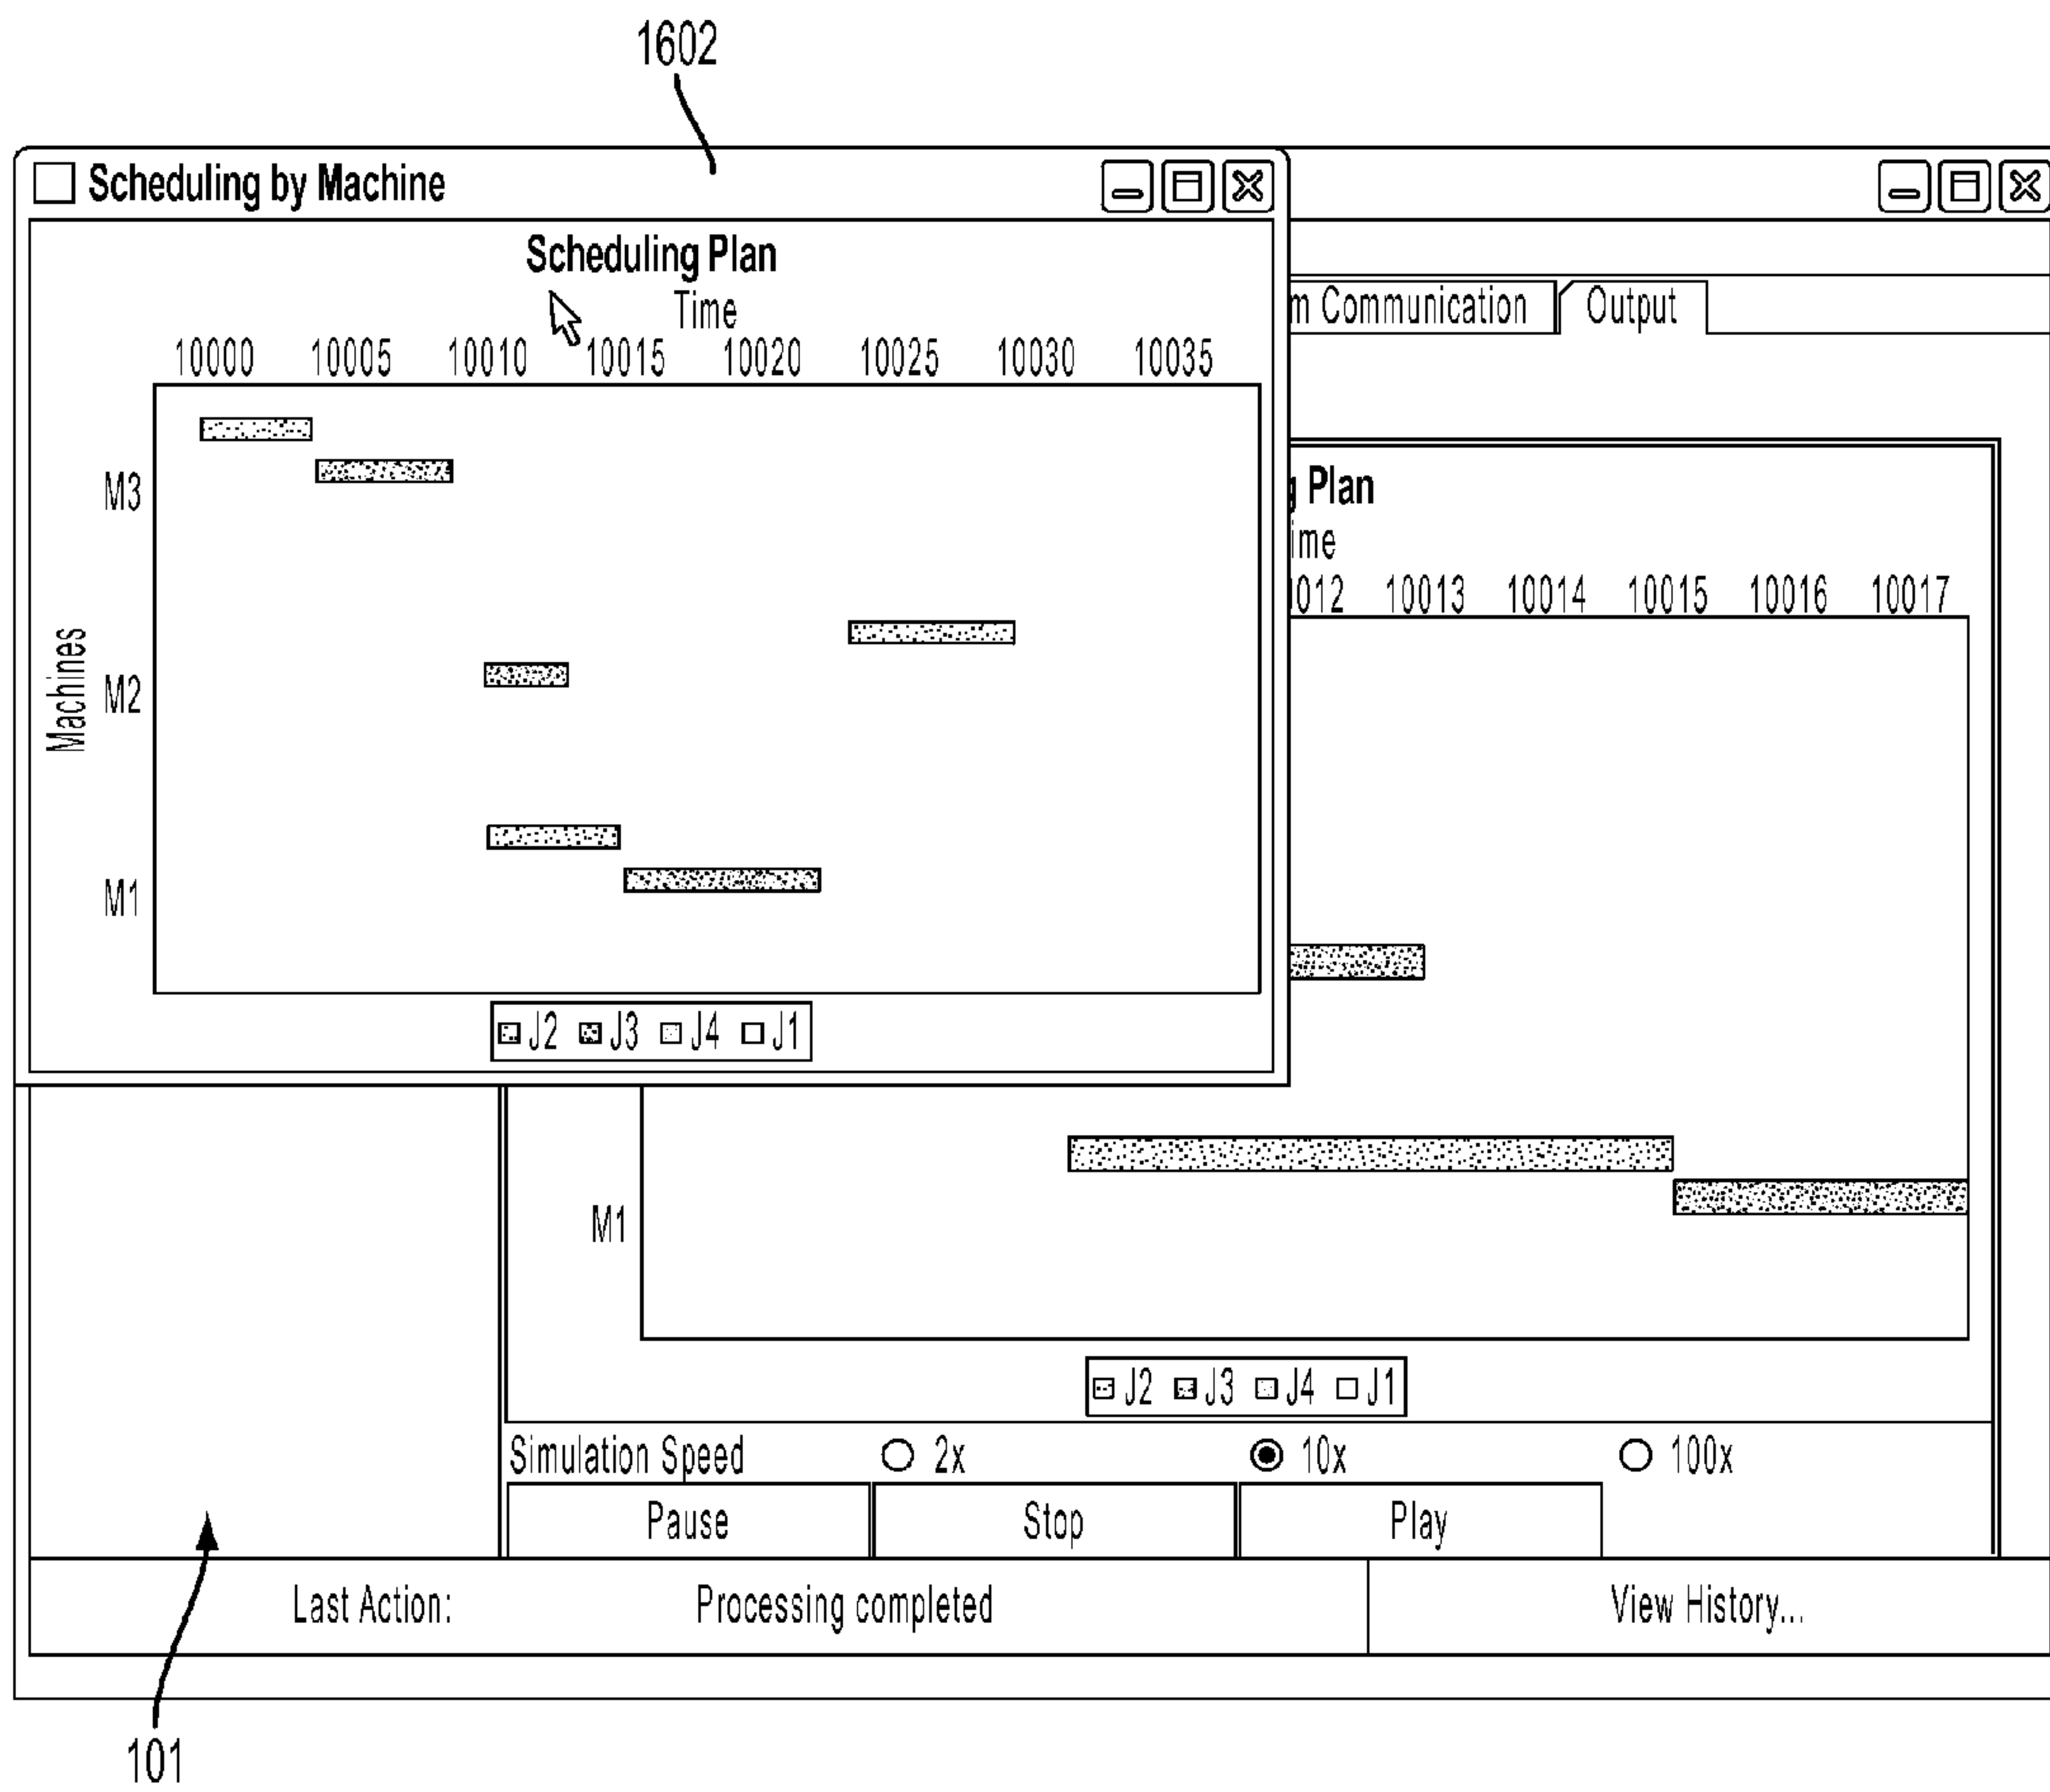 1602
Scheduling by Machine
Scheduling Plan
Time
10000 10005 10010 10015 10020 10025 10030 10035
Machines
M3
M2
M1
J2 J3 J4 J1
m Communication Output
g Plan
ime
012 10013 10014 10015 10016 10017
M1
J2 J3 J4 J1
Simulation Speed 2x 10x 100x
Pause Stop Play
Last Action: Processing completed View History...
101